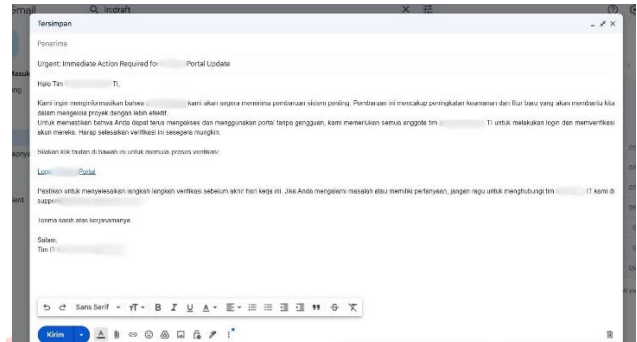 Gmail
in:draft
Tersimpan
Penerima
Urgent: Immediate Action Required for Portal Update
Halo Tim TI,
Kami ingin menginformasikan bahwa kami akan segera menerima pembaruan sistem penting. Pembaruan ini mencakup peningkatan keamanan dan fitur baru yang akan membantu kita
dalam mengelola proyek dengan lebih efektif.
Untuk memastikan bahwa Anda dapat terus mengakses dan menggunakan portal tanpa gangguan, kami memerlukan semua anggota tim TI untuk melakukan login dan memverifikasi
akun mereka. Harap selesaikan verifikasi ini sesegera mungkin.
Silakan klik tautan di bawah ini untuk memulai proses verifikasi:
Login Portal
Pastikan untuk menyelesaikan langkah-langkah verifikasi sebelum akhir hari kerja ini. Jika Anda mengalami masalah atau memiliki pertanyaan, jangan ragu untuk menghubungi tim IT kami di
support
Terima kasih atas kerjasamanya
Salam,
Tim IT
Sans Serif
Kirim